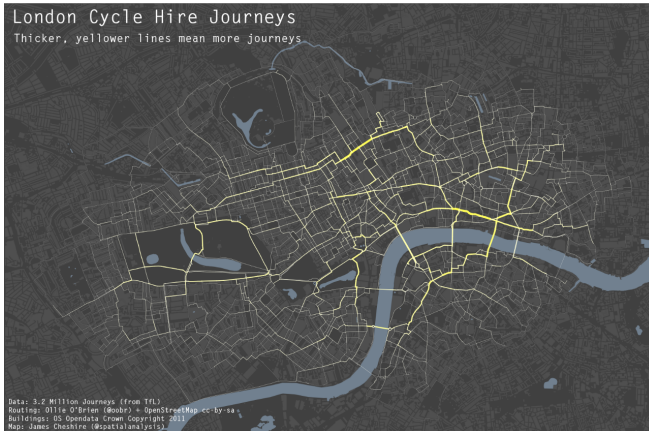 London Cycle Hire Journeys
Thicker, yellower lines mean more journeys
Data: 3.2 Million Journeys (from TfL)
Routing: Ollie O'Brien (@oobr) + OpenStreetMap cc-by-sa
Buildings: OS Opendata Crown Copyright 2011
Map: James Cheshire (@spatialanalysis)